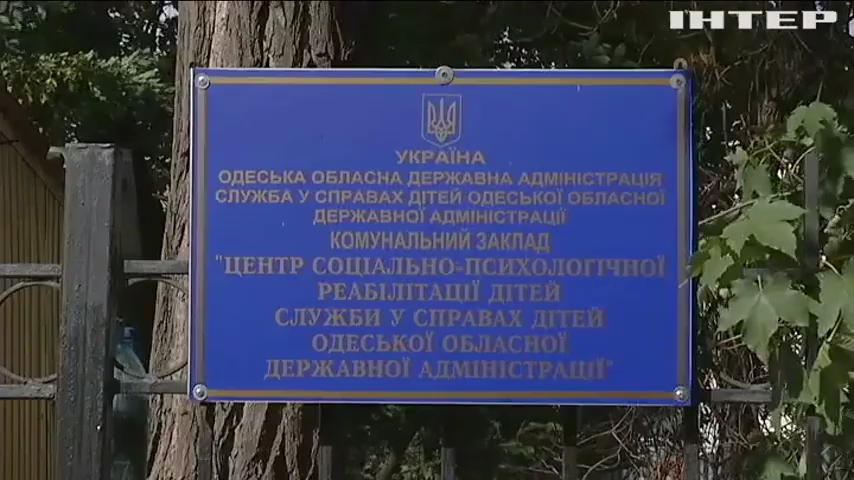 ІНТЕР
УКРАЇНА
ОДЕСЬКА ОБЛАСНА ДЕРЖАВНА АДМІНІСТРАЦІЯ
СЛУЖБА У СПРАВАХ ДІТЕЙ ОДЕСЬКОЇ ОБЛАСНОЇ
ДЕРЖАВНОЇ АДМІНІСТРАЦІЇ
КОМУНАЛЬНИЙ ЗАКЛАД
"ЦЕНТР СОЦІАЛЬНО-ПСИХОЛОГІЧНОЇ
РЕАБІЛІТАЦІЇ ДІТЕЙ
СЛУЖБИ У СПРАВАХ ДІТЕЙ
ОДЕСЬКОЇ ОБЛАСНОЇ
ДЕРЖАВНОЇ АДМІНІСТРАЦІЇ"